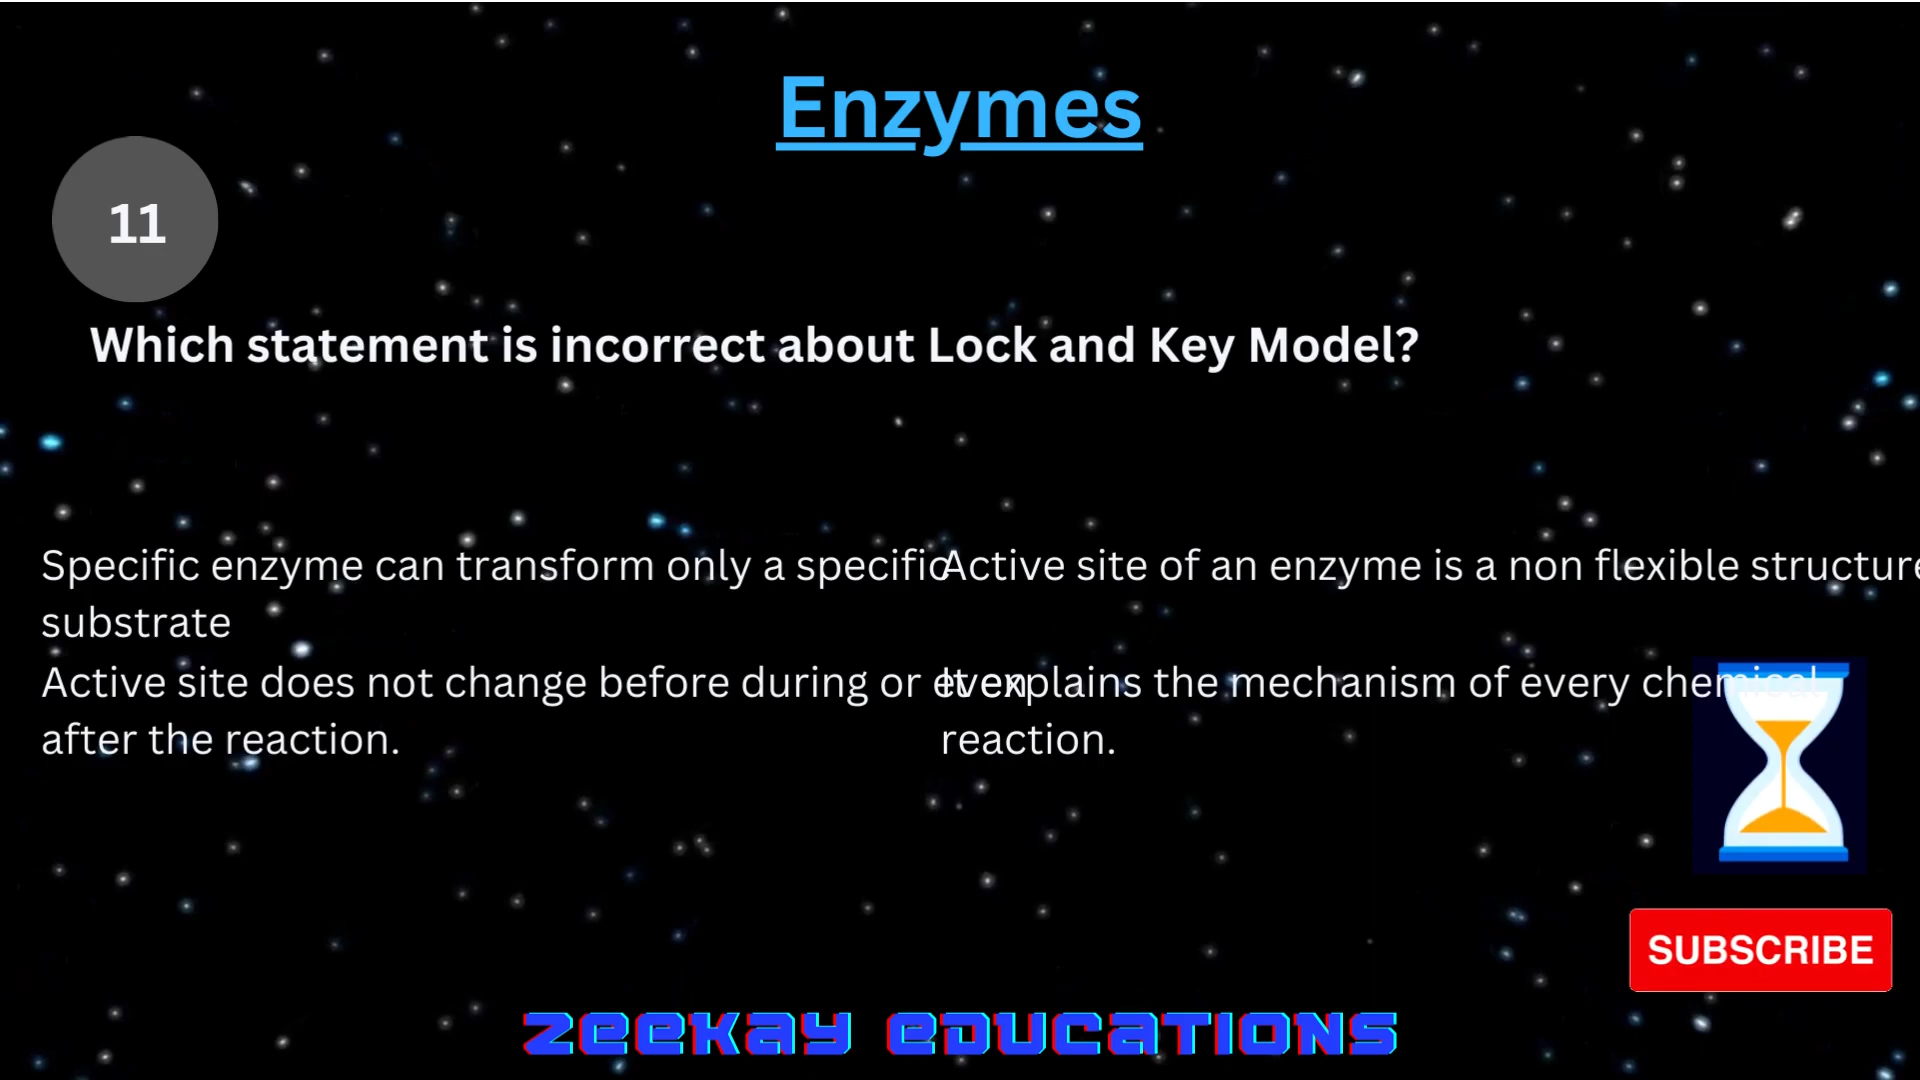 Enzymes
11
Which statement is incorrect about Lock and Key Model?
Specific enzyme can transform only a specific
substrate
Active site of an enzyme is a non flexible structure
Active site does not change before during or even
after the reaction.
It explains the mechanism of every chemical
reaction.
SUBSCRIBE
ZEEKAY EDUCATIONS